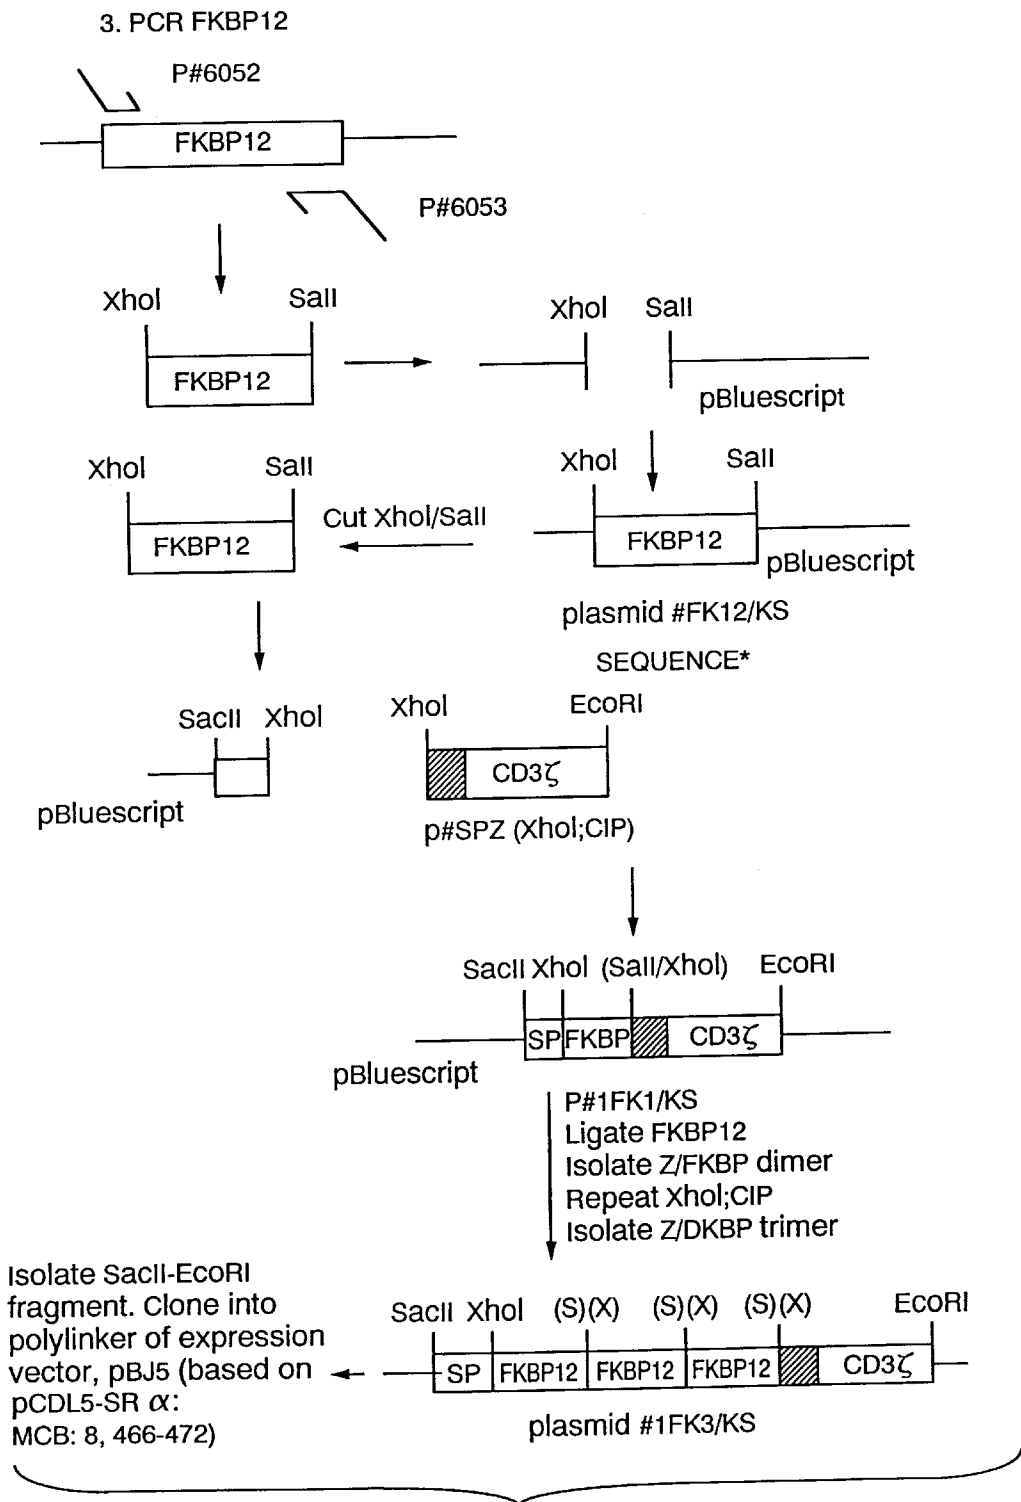 3. PCR FKBP12
P#6052
FKBP12
P#6053
XhoI SalI
FKBP12
XhoI SalI
pBluescript
XhoI SalI
FKBP12
Cut XhoI/SalI
XhoI SalI
FKBP12
pBluescript
plasmid #FK12/KS
SEQUENCE*
SacII XhoI
pBluescript
XhoI EcoRI
CD3ζ
p#SPZ (XhoI;CIP)
SacII XhoI (SalI/XhoI) EcoRI
SP FKBP CD3ζ
pBluescript
P#1FK1/KS
Ligate FKBP12
Isolate Z/FKBP dimer
Repeat XhoI;CIP
Isolate Z/DKBP trimer
Isolate SacII-EcoRI
fragment. Clone into
polylinker of expression
vector, pBJ5 (based on
pCDL5-SR α:
MCB: 8, 466-472)
SacII XhoI (S)(X) (S)(X) (S)(X) EcoRI
SP FKBP12 FKBP12 FKBP12 CD3ζ
plasmid #1FK3/KS